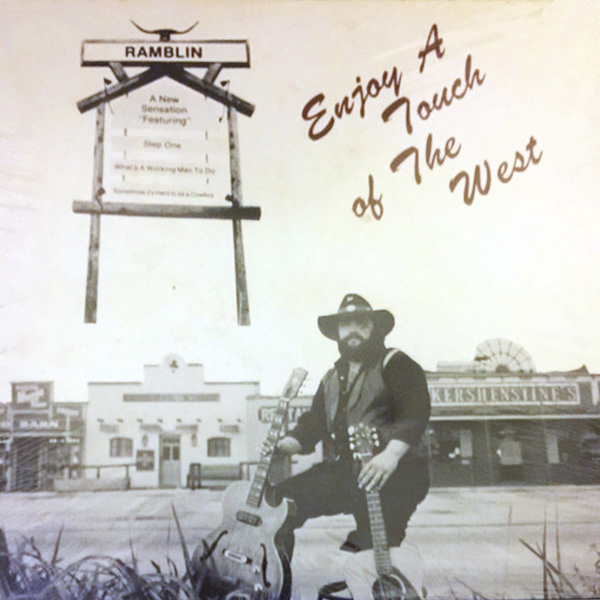 RAMBLIN
A New
Sensation
"Featuring"
Step One
What's A Working Man To Do
Sometimes It's Hard to be a Cowboy
Enjoy A
Touch
of The
West
KERSHENSTINE'S
BARN